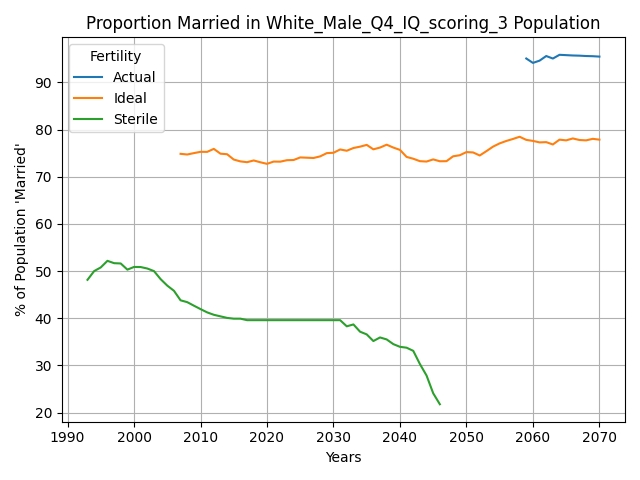 Proportion Married in White_Male_Q4_IQ_scoring_3 Population
% of Population 'Married'
Fertility
Actual
Ideal
Sterile
90
80
70
60
50
40
30
20
1990 2000 2010 2020 2030 2040 2050 2060 2070
Years